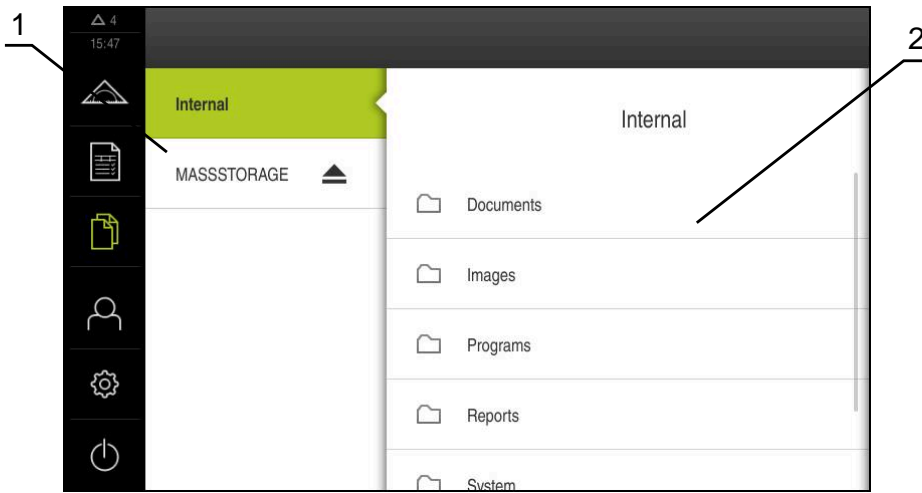 1
2
4
15:47
Internal
MASSSTORAGE
Internal
Documents
Images
Programs
Reports
System